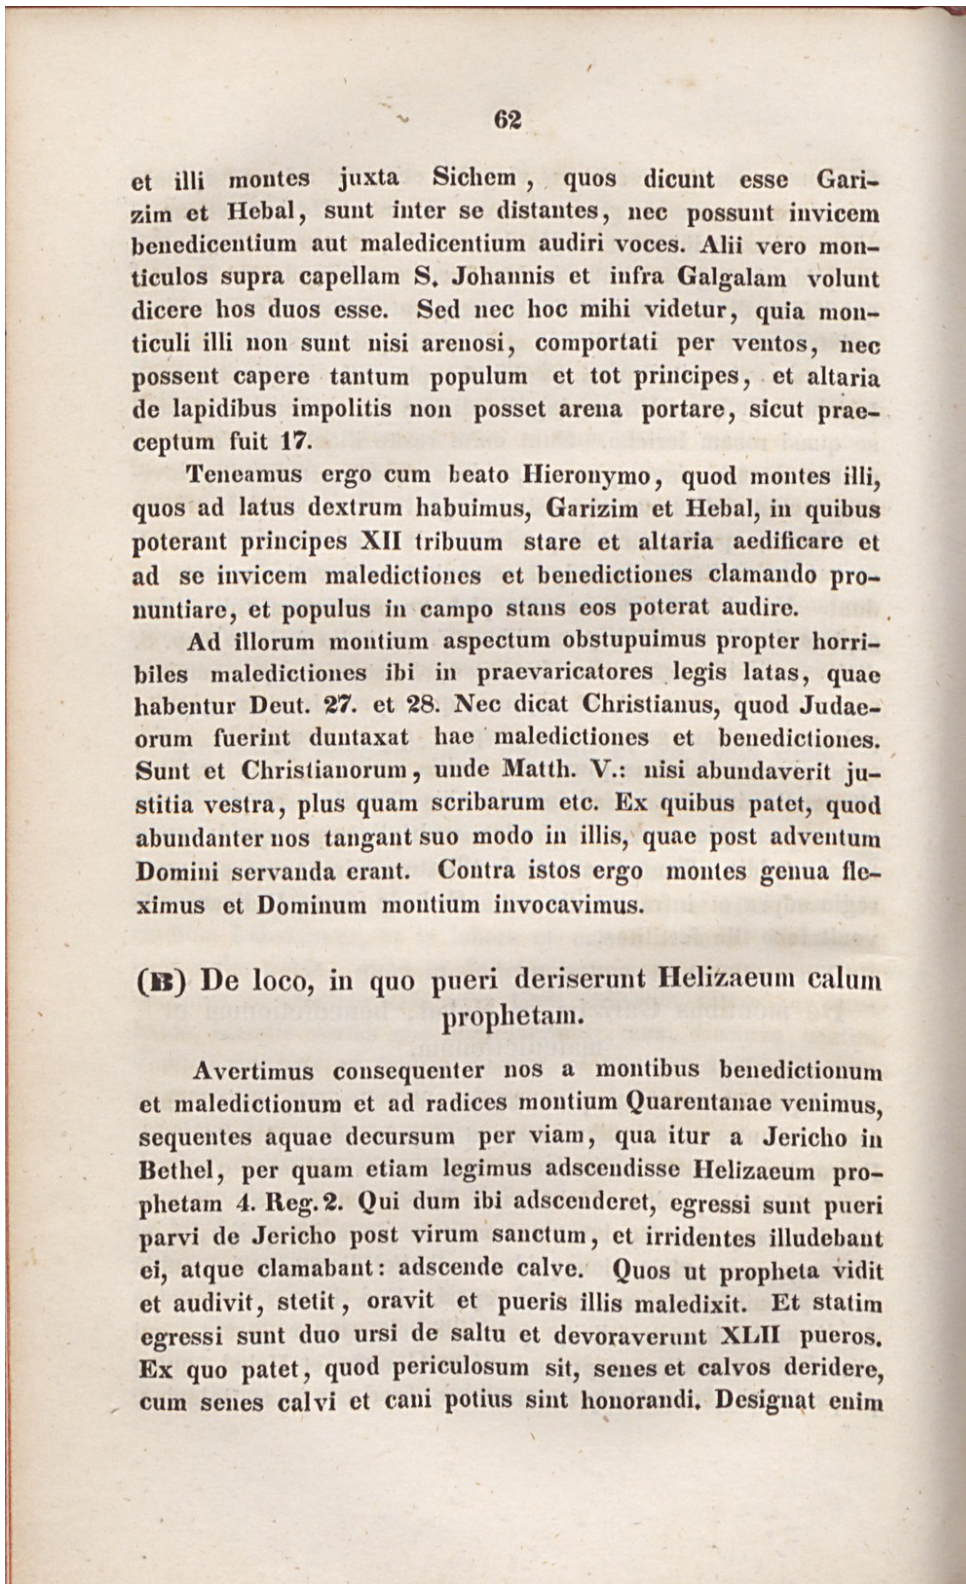 62
et illi montes juxta Sichem, quos dicunt esse Gari-
zim et Hebal, sunt inter se distantes, nec possunt invicem
benedicentium aut maledicentium audiri voces. Alii vero mon-
ticulos supra capellam S. Johannis et infra Galgalam volunt
dicere hos duos esse. Sed nec hoc mihi videtur, quia mon-
ticuli illi non sunt nisi arenosi, comportati per ventos, nec
possent capere tantum populum et tot principes, et altaria
de lapidibus impolitis non posset arena portare, sicut prae-
ceptum fuit 17.
Teneamus ergo cum beato Hieronymo, quod montes illi,
quos ad latus dextrum habuimus, Garizim et Hebal, in quibus
poterant principes XII tribuum stare et altaria aedificare et
ad se invicem maledictiones et benedictiones clamando pro-
nuntiare, et populus in campo stans eos poterat audire.
Ad illorum montium aspectum obstupuimus propter horri-
biles maledictiones ibi in praevaricatores legis latas, quae
habentur Deut. 27. et 28. Nec dicat Christianus, quod Judae-
orum fuerint duntaxat hae maledictiones et benedictiones.
Sunt et Christianorum, unde Matth. V.: nisi abundaverit ju-
stitia vestra, plus quam scribarum etc. Ex quibus patet, quod
abundanter nos tangant suo modo in illis, quae post adventum
Domini servanda erant. Contra istos ergo montes genua fle-
ximus et Dominum montium invocavimus.
(B) De loco, in quo pueri deriserunt Helizaeum calum
prophetam.
Avertimus consequenter nos a montibus benedictionum
et maledictionum et ad radices montium Quarentanae venimus,
sequentes aquae decursum per viam, qua itur a Jericho in
Bethel, per quam etiam legimus adscendisse Helizaeum pro-
phetam 4. Reg. 2. Qui dum ibi adscenderet, egressi sunt pueri
parvi de Jericho post virum sanctum, et irridentes illudebant
ei, atque clamabant: adscende calve. Quos ut propheta vidit
et audivit, stetit, oravit et pueris illis maledixit. Et statim
egressi sunt duo ursi de saltu et devoraverunt XLII pueros.
Ex quo patet, quod periculosum sit, senes et calvos deridere,
cum senes calvi et cani potius sint honorandi. Designat enim